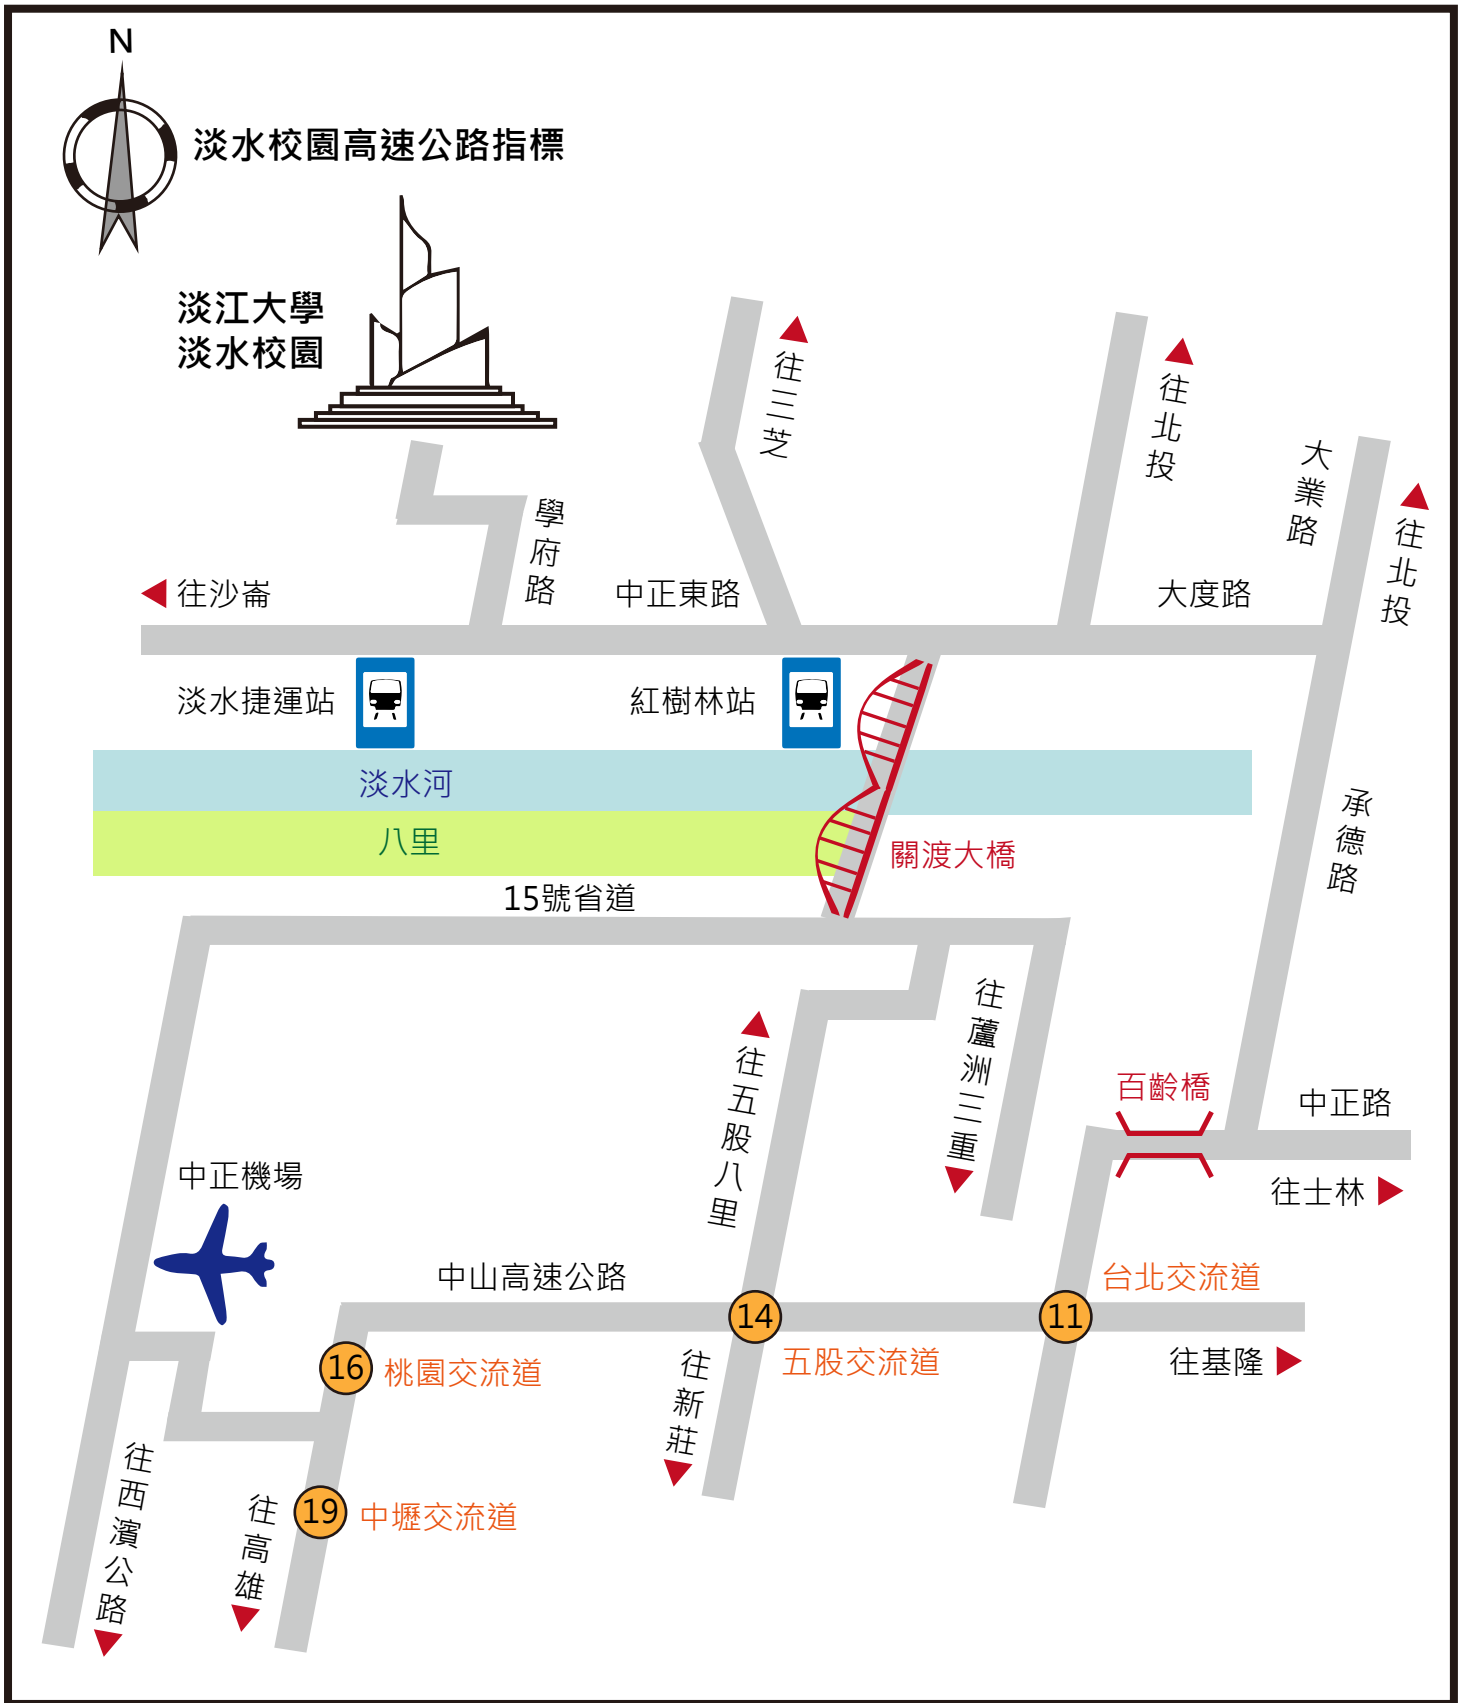 N
淡水校園高速公路指標
淡江大學
淡水校園
往三芝
往北投
大業路
往北投
學府路
往沙崙
中正東路
大度路
淡水捷運站
紅樹林站
淡水河
八里
承德路
關渡大橋
15號省道
往蘆洲三重
往五股八里
百齡橋
中正路
中正機場
往士林
中山高速公路
台北交流道
14
11
16
桃園交流道
五股交流道
往基隆
往新莊
往西濱公路
往高雄
19
中壢交流道